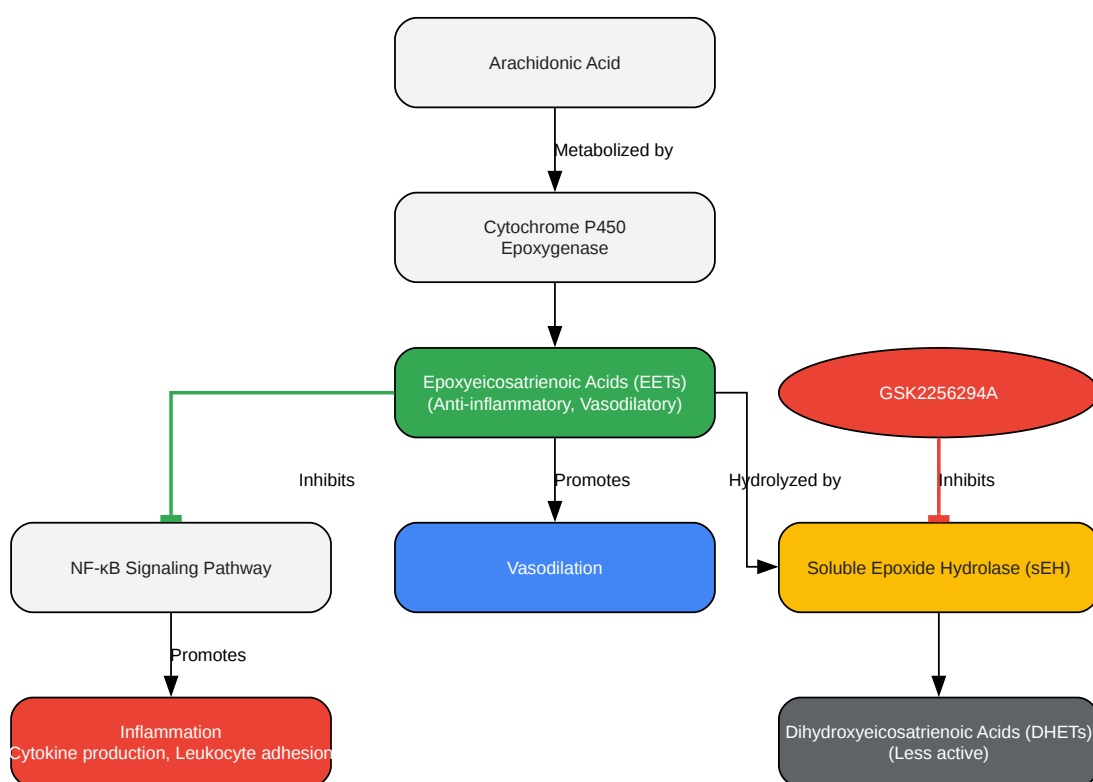 Arachidonic Acid
Metabolized by
Cytochrome P450
Epoxygenase
Epoxyeicosatrienoic Acids (EETs)
(Anti-inflammatory, Vasodilatory)
GSK2256294A
Inhibits
Promotes
Hydrolyzed by
Inhibits
NF-κB Signaling Pathway
Vasodilation
Soluble Epoxide Hydrolase (sEH)
Promotes
Inflammation
Cytokine production, Leukocyte adhesion
Dihydroxyeicosatrienoic Acids (DHETs)
(Less active)